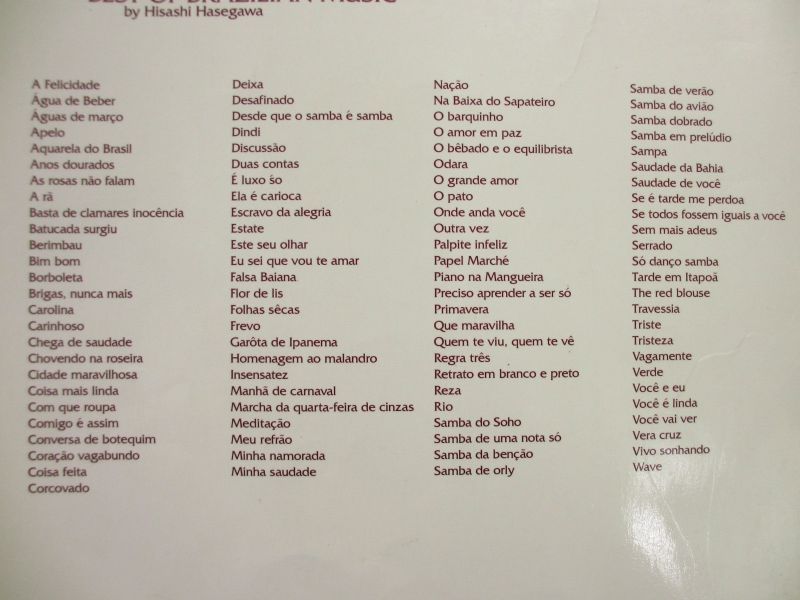 BEST OF BRAZILIAN MUSIC
by Hisashi Hasegawa
A Felicidade
Água de Beber
Águas de março
Apelo
Aquarela do Brasil
Anos dourados
As rosas não falam
A rã
Basta de clamares inocência
Batucada surgiu
Berimbau
Bim bom
Borboleta
Brigas, nunca mais
Carolina
Carinhoso
Chega de saudade
Chovendo na roseira
Cidade maravilhosa
Coisa mais linda
Com que roupa
Comigo é assim
Conversa de botequim
Coração vagabundo
Coisa feita
Corcovado
Deixa
Desafinado
Desde que o samba é samba
Dindi
Discussão
Duas contas
É luxo so
Ela é carioca
Escravo da alegria
Estate
Este seu olhar
Eu sei que vou te amar
Falsa Baiana
Flor de lis
Folhas sêcas
Frevo
Garôta de Ipanema
Homenagem ao malandro
Insensatez
Manhã de carnaval
Marcha da quarta-feira de cinzas
Meditação
Meu refrão
Minha namorada
Minha saudade
Nação
Na Baixa do Sapateiro
O barquinho
O amor em paz
O bêbado e o equilibrista
Odara
O grande amor
O pato
Onde anda você
Outra vez
Palpite infeliz
Papel Marché
Piano na Mangueira
Preciso aprender a ser só
Primavera
Que maravilha
Quem te viu, quem te vê
Regra três
Retrato em branco e preto
Reza
Rio
Samba do Soho
Samba de uma nota só
Samba da benção
Samba de orly
Samba de verão
Samba do avião
Samba dobrado
Samba em prelúdio
Sampa
Saudade da Bahia
Saudade de você
Se é tarde me perdoa
Se todos fossem iguais a você
Sem mais adeus
Serrado
Só danço samba
Tarde em Itapoã
The red blouse
Travessia
Triste
Tristeza
Vagamente
Verde
Você e eu
Você é linda
Você vai ver
Vera cruz
Vivo sonhando
Wave